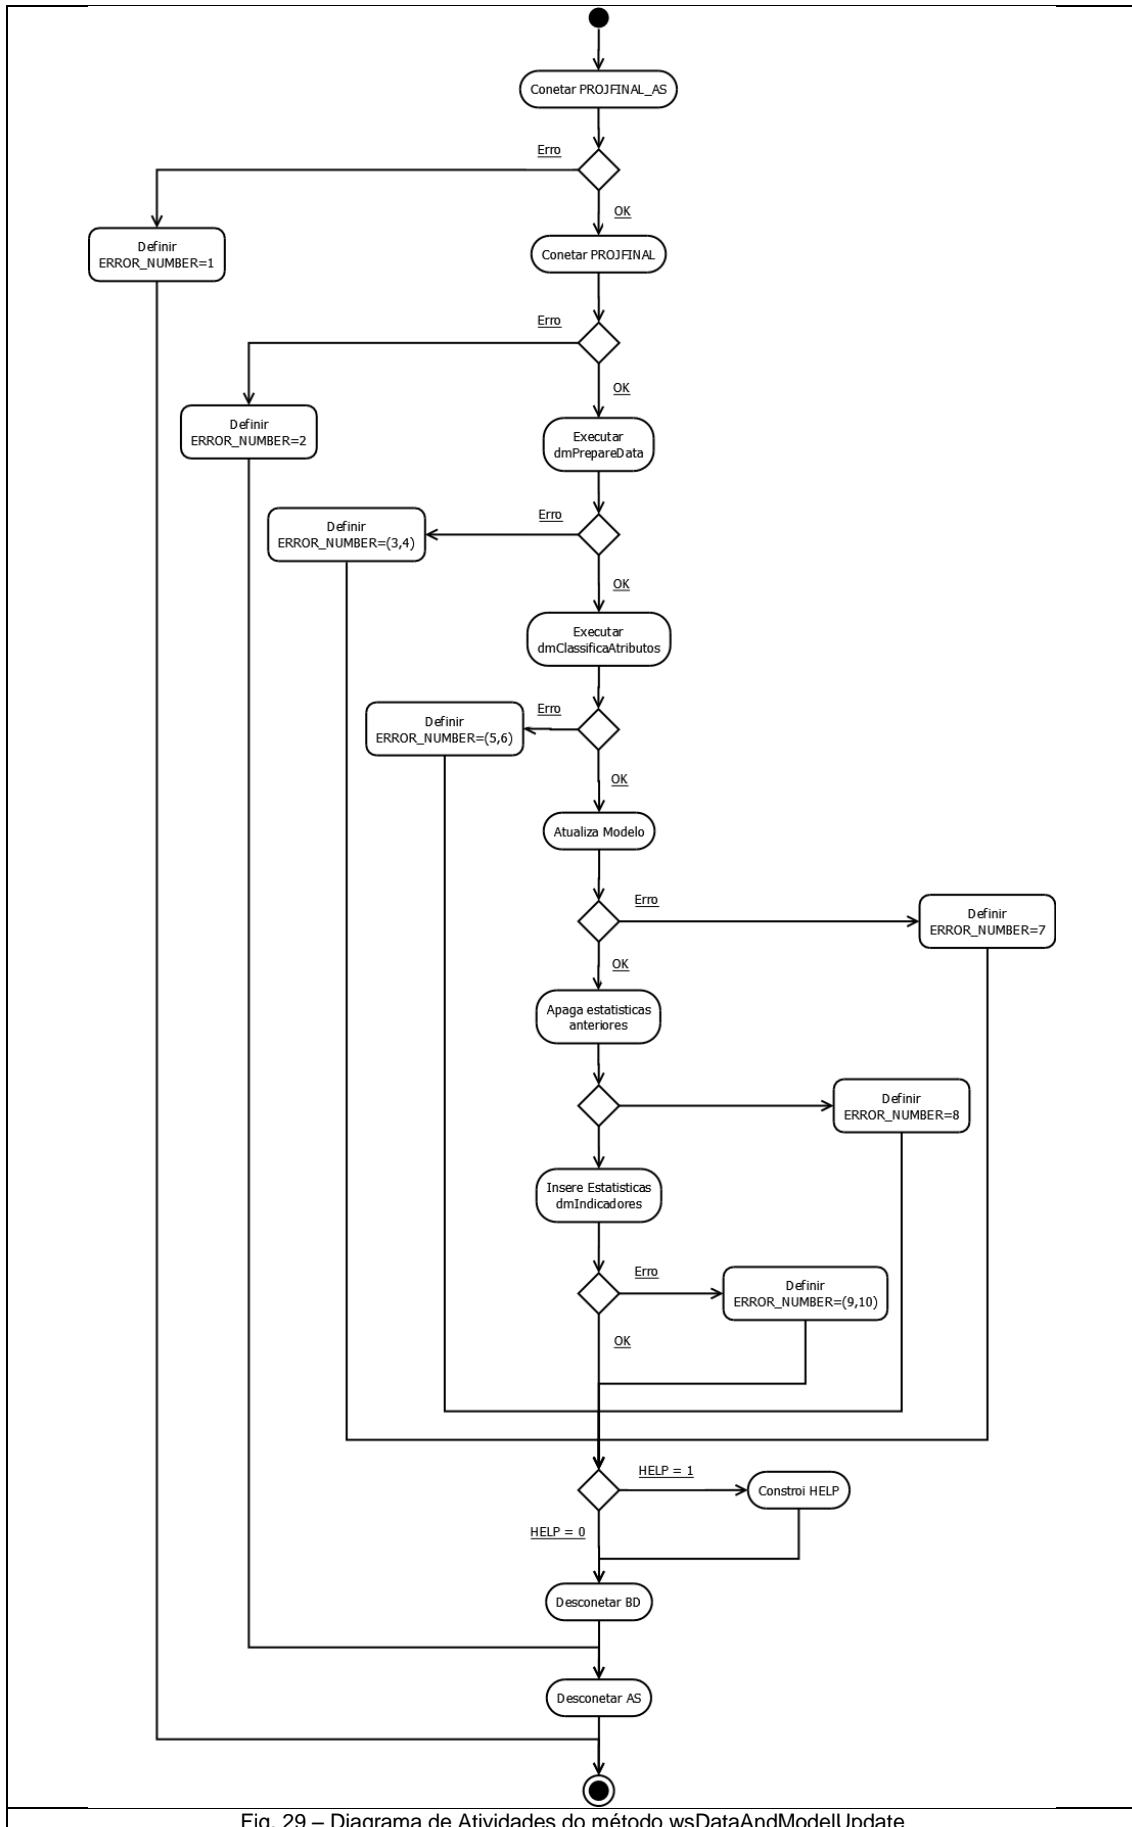 Conetar PROJFINAL_AS
Erro
OK
Definir
ERROR_NUMBER=1
Conetar PROJFINAL
Erro
OK
Definir
ERROR_NUMBER=2
Executar
dmPrepareData
Erro
Definir
ERROR_NUMBER=(3,4)
OK
Executar
dmClassificaAtributos
Erro
Definir
ERROR_NUMBER=(5,6)
OK
Atualiza Modelo
Erro
Definir
ERROR_NUMBER=7
OK
Apaga estatisticas
anteriores
Definir
ERROR_NUMBER=8
Insere Estatisticas
dmIndicadores
Erro
Definir
ERROR_NUMBER=(9,10)
OK
HELP = 1
Constroi HELP
HELP = 0
Desconetar BD
Desconetar AS
Fig. 29 – Diagrama de Atividades do método wsDataAndModelUpdate